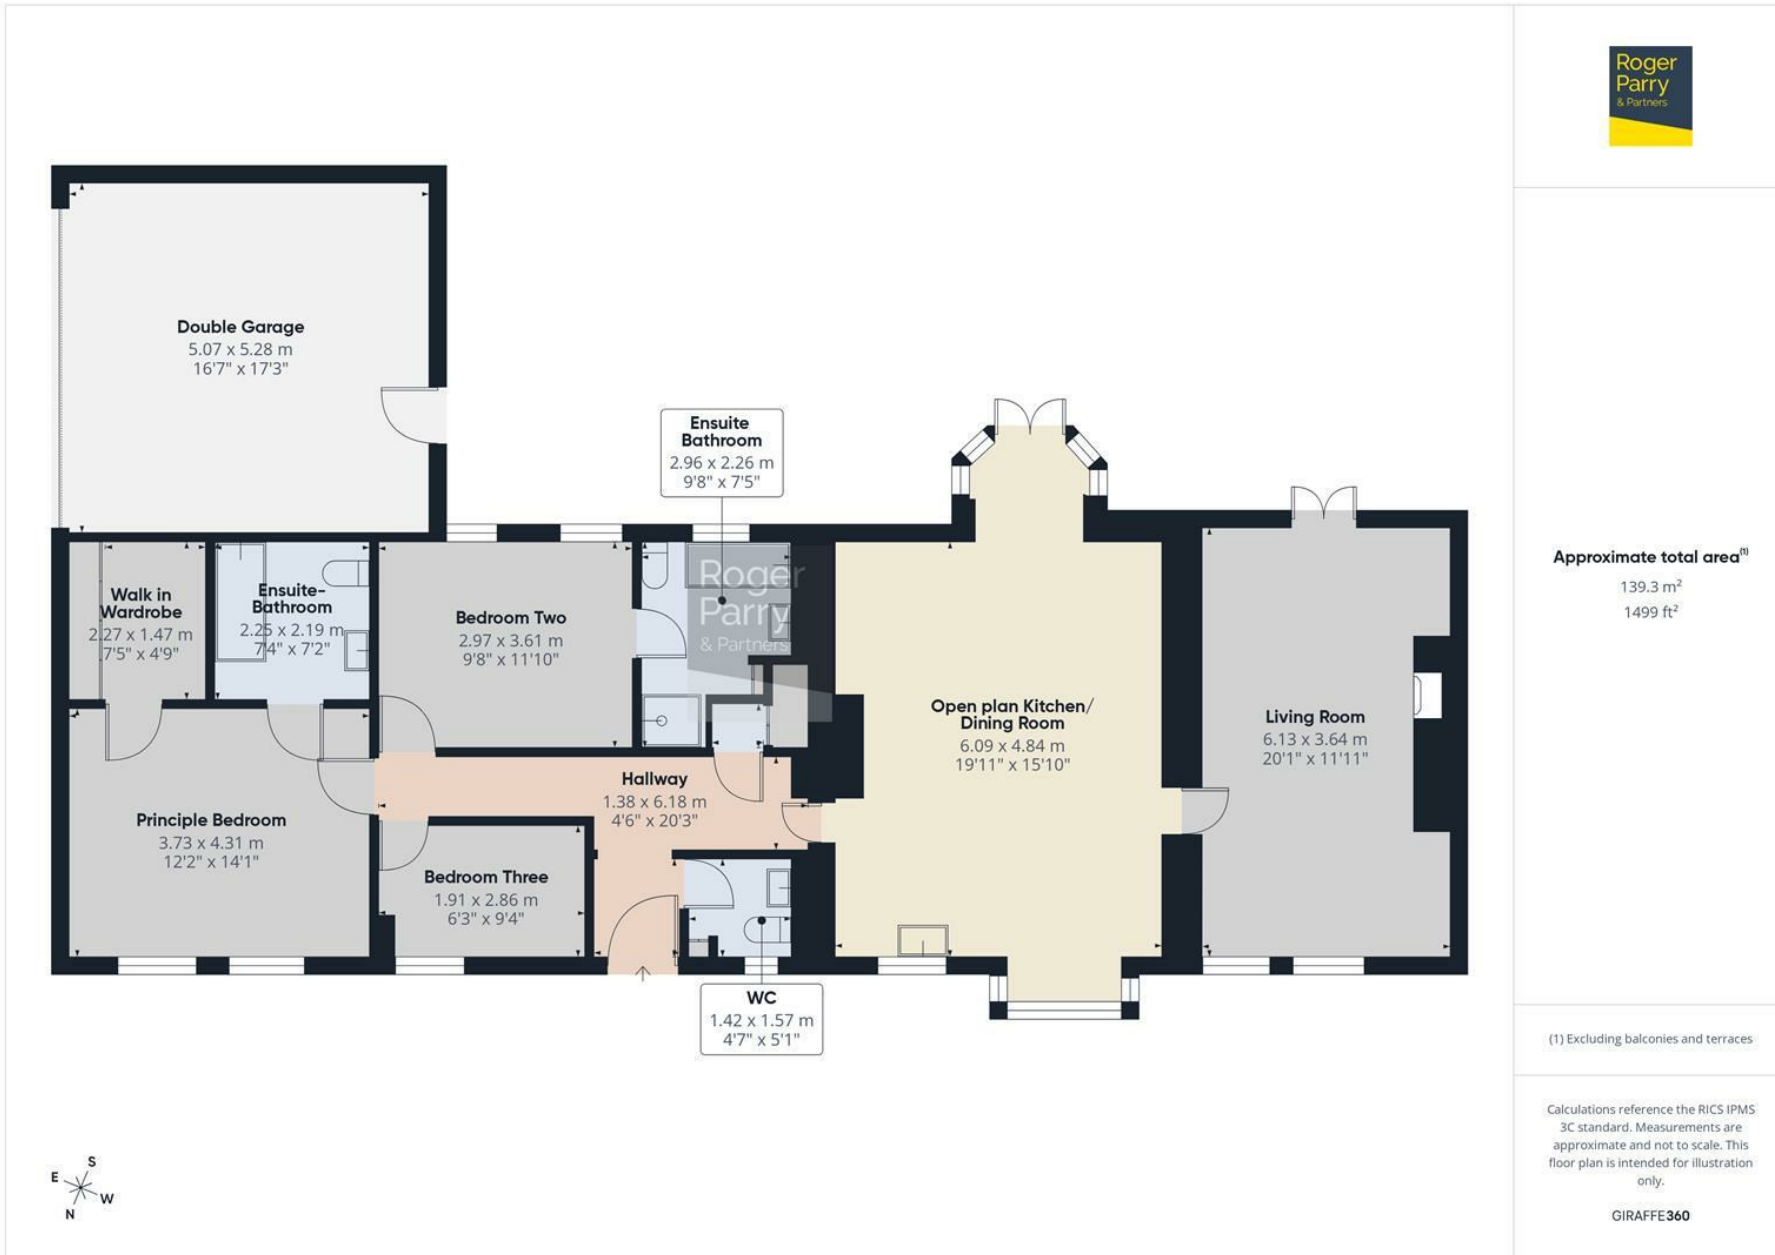 Roger
Parry
& Partners
Double Garage
5.07 x 5.28 m
16'7" x 17'3"
Ensuite
Bathroom
2.96 x 2.26 m
9'8" x 7'5"
Walk in
Wardrobe
2.27 x 1.47 m
7'5" x 4'9"
Ensuite-
Bathroom
2.25 x 2.19 m
7'4" x 7'2"
Bedroom Two
2.97 x 3.61 m
9'8" x 11'10"
Roger
Parry
& Partners
Open plan Kitchen/
Dining Room
6.09 x 4.84 m
19'11" x 15'10"
Living Room
6.13 x 3.64 m
20'1" x 11'11"
Hallway
1.38 x 6.18 m
4'6" x 20'3"
Principle Bedroom
3.73 x 4.31 m
12'2" x 14'1"
Bedroom Three
1.91 x 2.86 m
6'3" x 9'4"
WC
1.42 x 1.57 m
4'7" x 5'1"
S
E
W
N
Approximate total area(1)
139.3 m²
1499 ft²
(1) Excluding balconies and terraces
Calculations reference the RICS IPMS
3C standard. Measurements are
approximate and not to scale. This
floor plan is intended for illustration
only.
GIRAFFE360